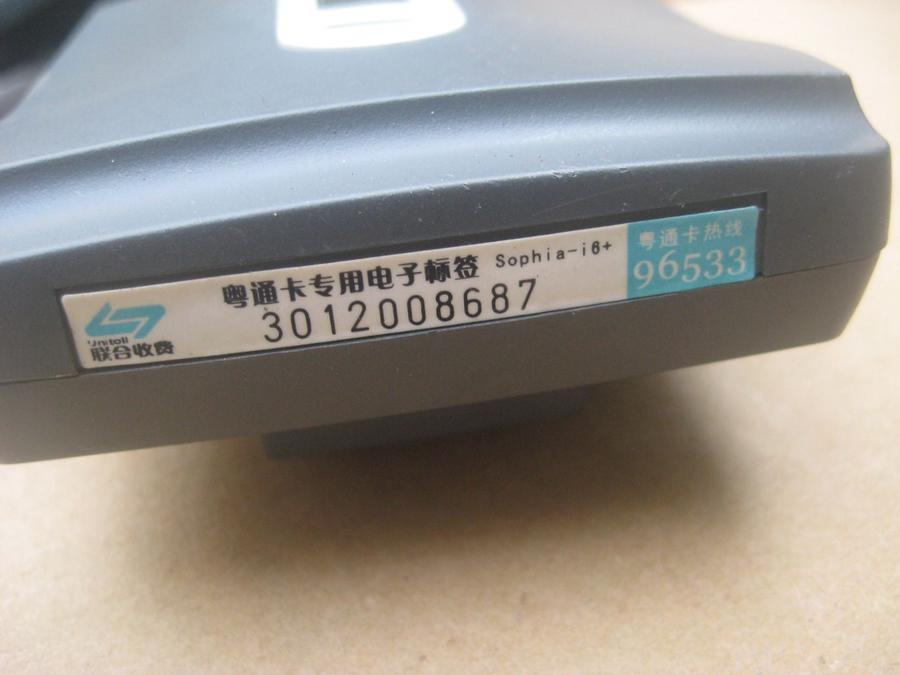 Unitoll
联合收费
粤通卡专用电子标签 Sophia-i6+
3012008687
粤通卡热线
96533